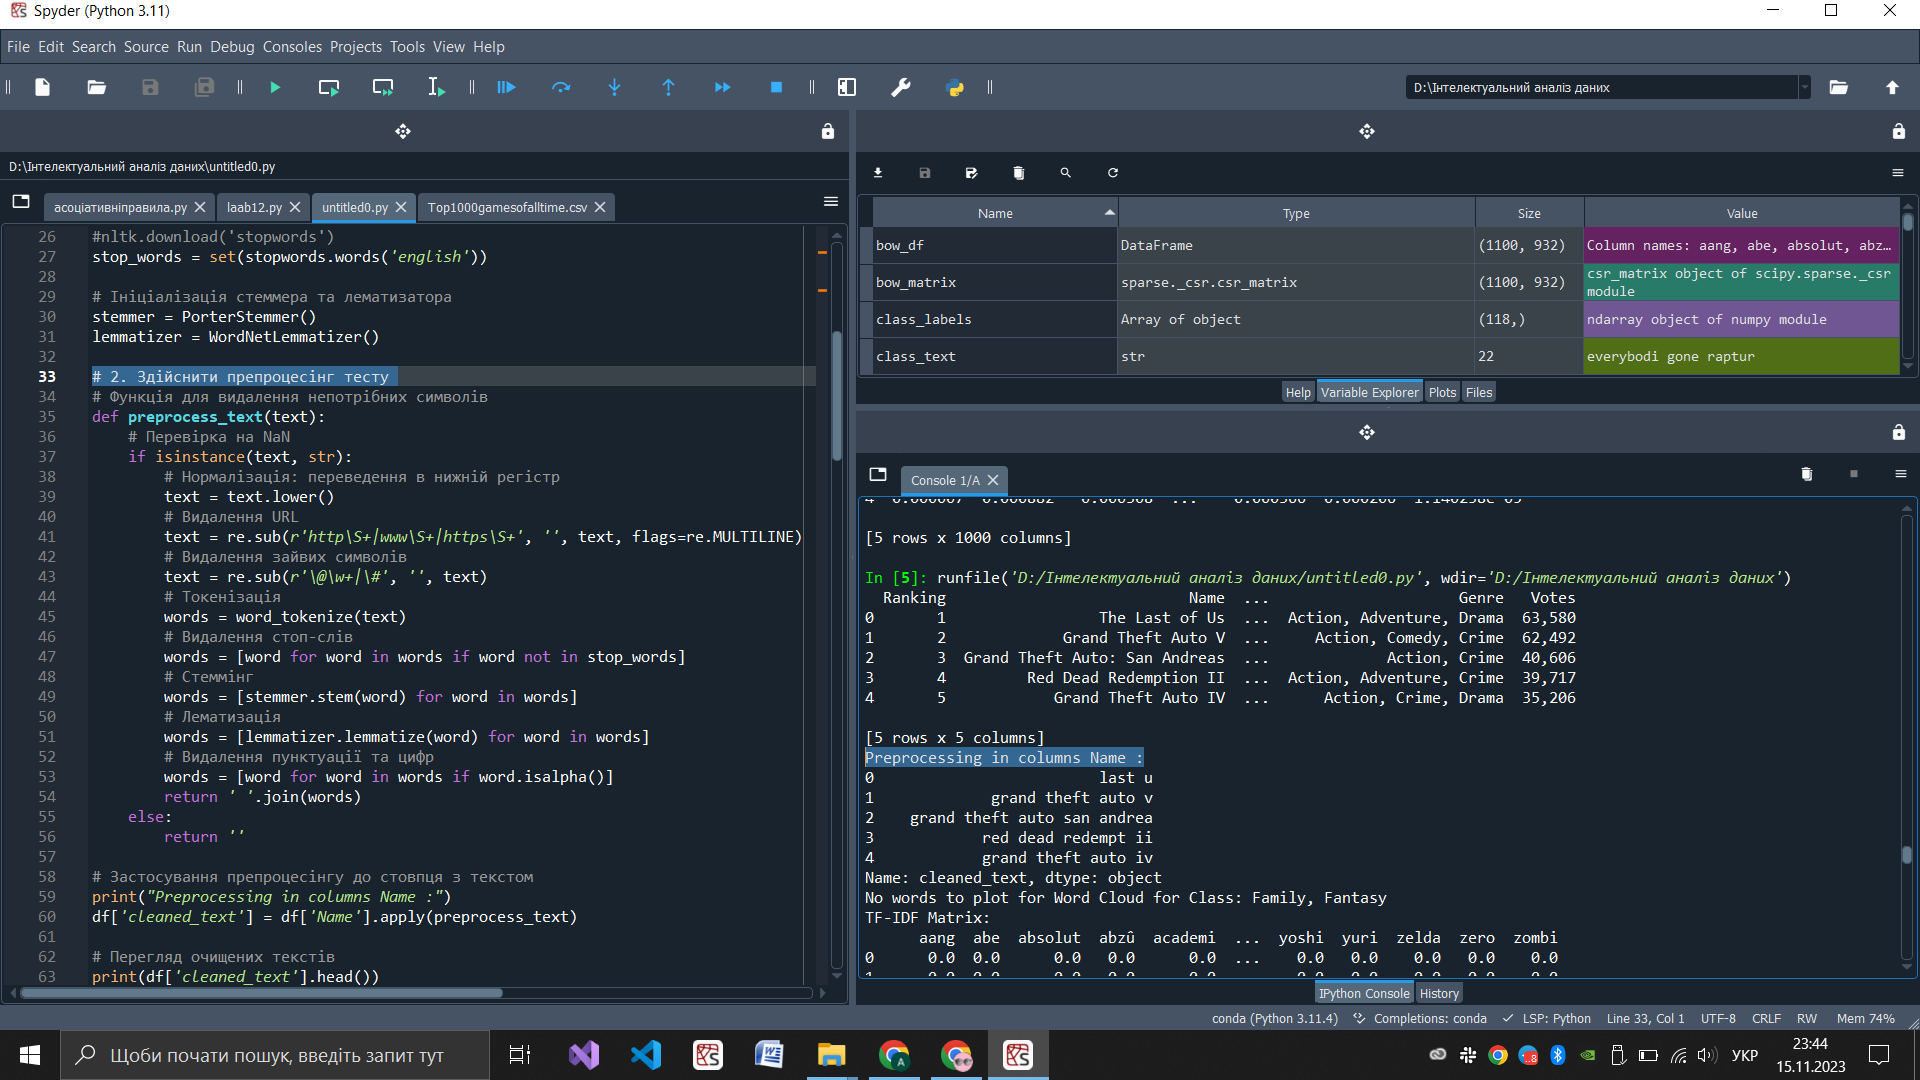 Spyder (Python 3.11)
File Edit Search Source Run Debug Consoles Projects Tools View Help
D:\Інтелектуальний аналіз даних
D:\Інтелектуальний аналіз даних\untitled0.py
асоціативніправила.py laab12.py untitled0.py Top1000gamesofalltime.csv
26 #nltk.download('stopwords')
27 stop_words = set(stopwords.words('english'))
28
29 # Ініціалізація стеммера та лематизатора
30 stemmer = PorterStemmer()
31 lemmatizer = WordNetLemmatizer()
32
33 # 2. Здійснити препроцесінг тесту
34 # Функція для видалення непотрібних символів
35 def preprocess_text(text):
36 # Перевірка на NaN
37 if isinstance(text, str):
38 # Нормалізація: переведення в нижній регістр
39 text = text.lower()
40 # Видалення URL
41 text = re.sub(r'http\S+|www\S+|https\S+', '', text, flags=re.MULTILINE)
42 # Видалення зайвих символів
43 text = re.sub(r'\@\w+|\#', '', text)
44 # Токенізація
45 words = word_tokenize(text)
46 # Видалення стоп-слів
47 words = [word for word in words if word not in stop_words]
48 # Стеммінг
49 words = [stemmer.stem(word) for word in words]
50 # Лематизація
51 words = [lemmatizer.lemmatize(word) for word in words]
52 # Видалення пунктуації та цифр
53 words = [word for word in words if word.isalpha()]
54 return ' '.join(words)
55 else:
56 return ''
57
58 # Застосування препроцесінгу до стовпця з текстом
59 print("Preprocessing in columns Name :")
60 df['cleaned_text'] = df['Name'].apply(preprocess_text)
61
62 # Перегляд очищених текстів
63 print(df['cleaned_text'].head())
Name Type Size Value
bow_df DataFrame (1100, 932) Column names: aang, abe, absolut, abz…
bow_matrix sparse._csr.csr_matrix (1100, 932) csr_matrix object of scipy.sparse._csr
module
class_labels Array of object (118,) ndarray object of numpy module
class_text str 22 everybodi gone raptur
Help Variable Explorer Plots Files
Console 1/A
[5 rows x 1000 columns]
In [5]: runfile('D:/Інтелектуальний аналіз даних/untitled0.py', wdir='D:/Інтелектуальний аналіз даних')
Ranking Name ... Genre Votes
0 1 The Last of Us ... Action, Adventure, Drama 63,580
1 2 Grand Theft Auto V ... Action, Comedy, Crime 62,492
2 3 Grand Theft Auto: San Andreas ... Action, Crime 40,606
3 4 Red Dead Redemption II ... Action, Adventure, Crime 39,717
4 5 Grand Theft Auto IV ... Action, Crime, Drama 35,206
[5 rows x 5 columns]
Preprocessing in columns Name :
0 last u
1 grand theft auto v
2 grand theft auto san andrea
3 red dead redempt ii
4 grand theft auto iv
Name: cleaned_text, dtype: object
No words to plot for Word Cloud for Class: Family, Fantasy
TF-IDF Matrix:
aang abe absolut abzû academi ... yoshi yuri zelda zero zombi
0 0.0 0.0 0.0 0.0 0.0 ... 0.0 0.0 0.0 0.0 0.0
IPython Console History
conda (Python 3.11.4) Completions: conda LSP: Python Line 33, Col 1 UTF-8 CRLF RW Mem 74%
Щоби почати пошук, введіть запит тут
УКР
23:44
15.11.2023